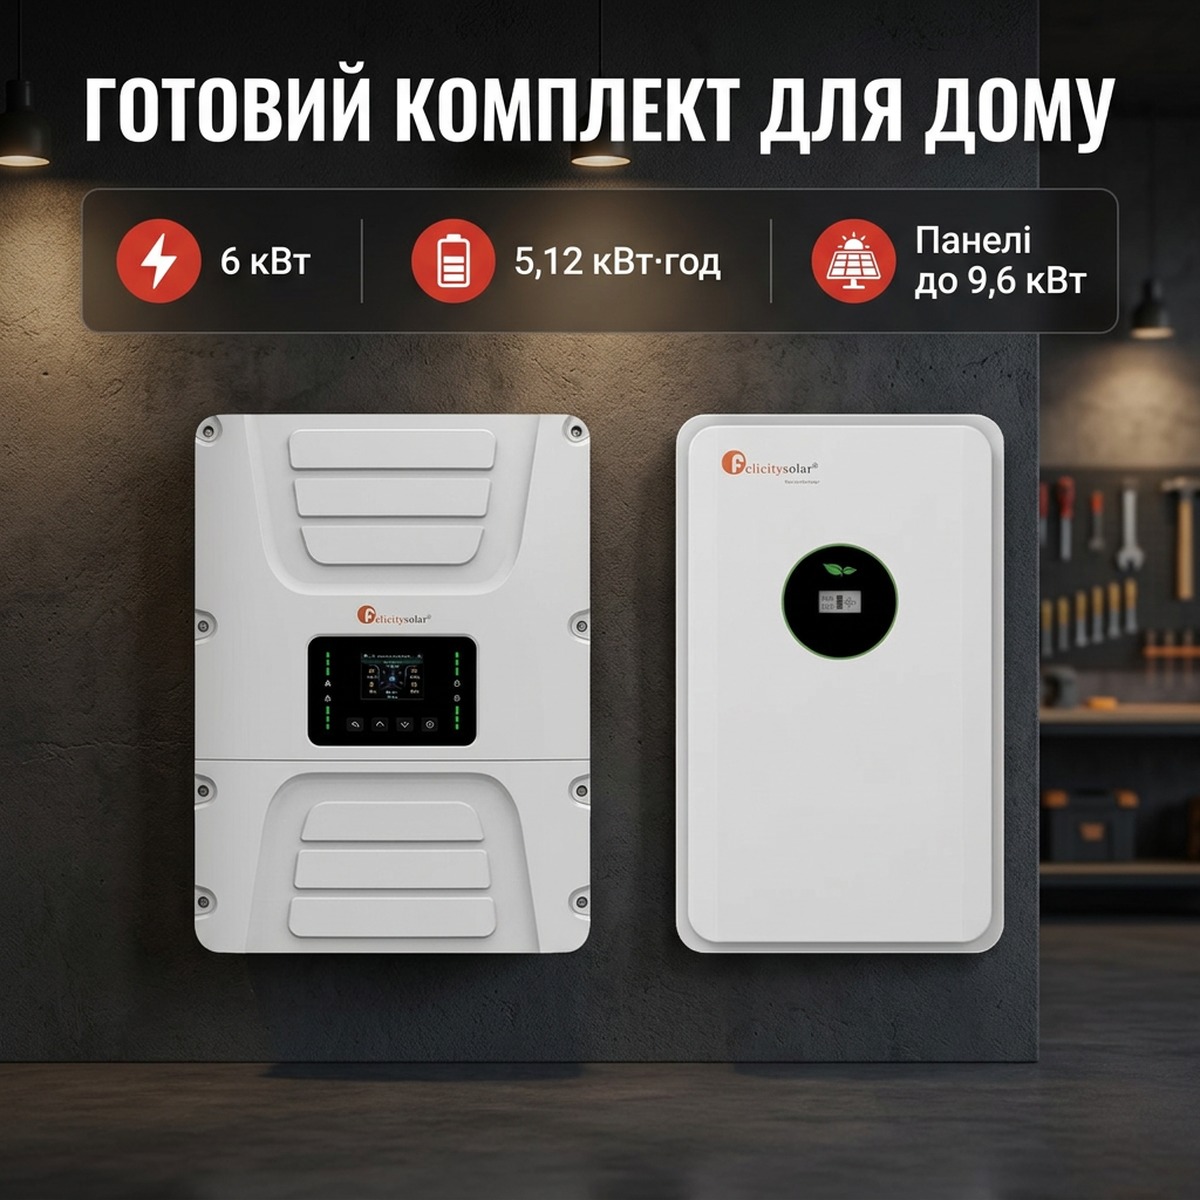 ГОТОВИЙ КОМПЛЕКТ ДЛЯ ДОМУ
6 кВт
5,12 кВт·год
Панелі
до 9,6 кВт
felicitysolar®
felicitysolar®